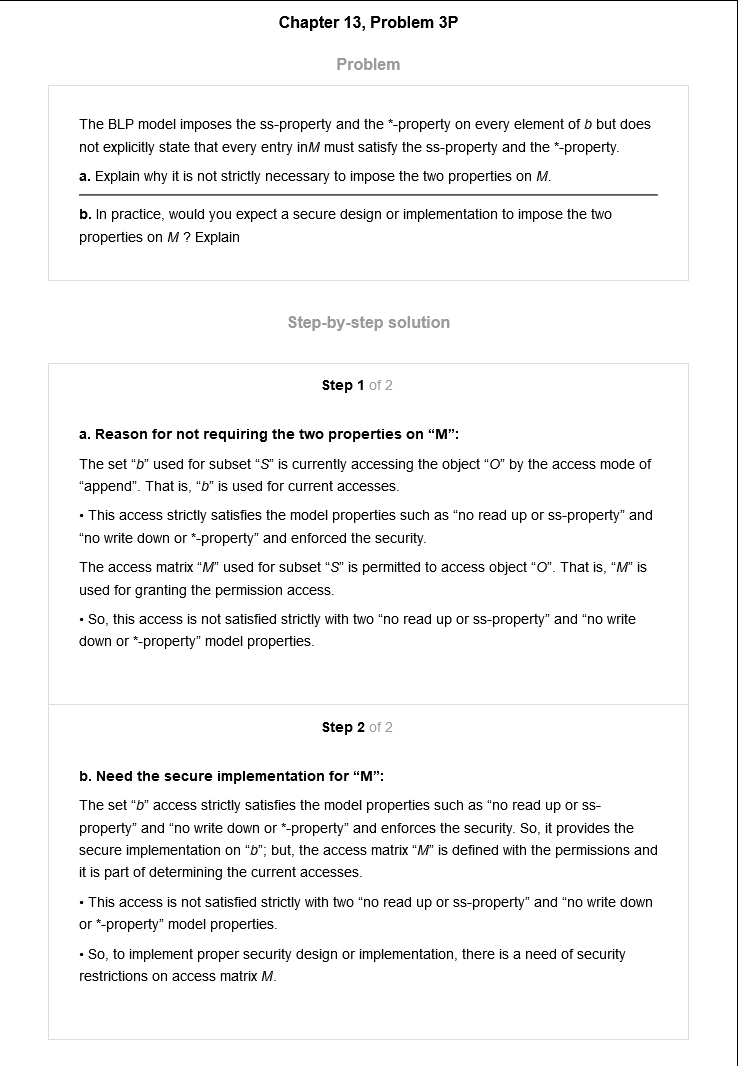 Chapter 13, Problem 3P
Problem
The BLP model imposes the ss-property and the *-property on every element of b but does
not explicitly state that every entry inM must satisfy the ss-property and the *-property.
a. Explain why it is not strictly necessary to impose the two properties on M.
b. In practice, would you expect a secure design or implementation to impose the two
properties on M ? Explain
Step-by-step solution
Step 1 of 2
a. Reason for not requiring the two properties on “M”:
The set “b” used for subset “S” is currently accessing the object “O” by the access mode of
“append”. That is, “b” is used for current accesses.
• This access strictly satisfies the model properties such as “no read up or ss-property” and
“no write down or *-property” and enforced the security.
The access matrix “M” used for subset “S” is permitted to access object “O”. That is, “M” is
used for granting the permission access.
• So, this access is not satisfied strictly with two “no read up or ss-property” and “no write
down or *-property” model properties.
Step 2 of 2
b. Need the secure implementation for “M”:
The set “b” access strictly satisfies the model properties such as “no read up or ss-
property” and “no write down or *-property” and enforces the security. So, it provides the
secure implementation on “b”; but, the access matrix “M” is defined with the permissions and
it is part of determining the current accesses.
• This access is not satisfied strictly with two “no read up or ss-property” and “no write down
or *-property” model properties.
• So, to implement proper security design or implementation, there is a need of security
restrictions on access matrix M.